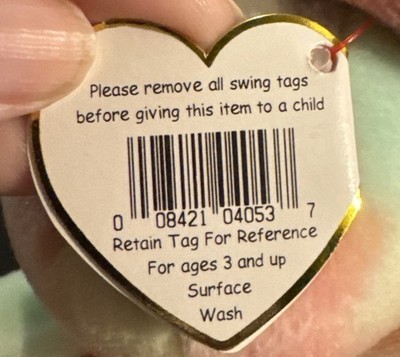 Please remove all swing tags
before giving this item to a child
0 08421 04053 7
Retain Tag For Reference
For ages 3 and up
Surface
Wash